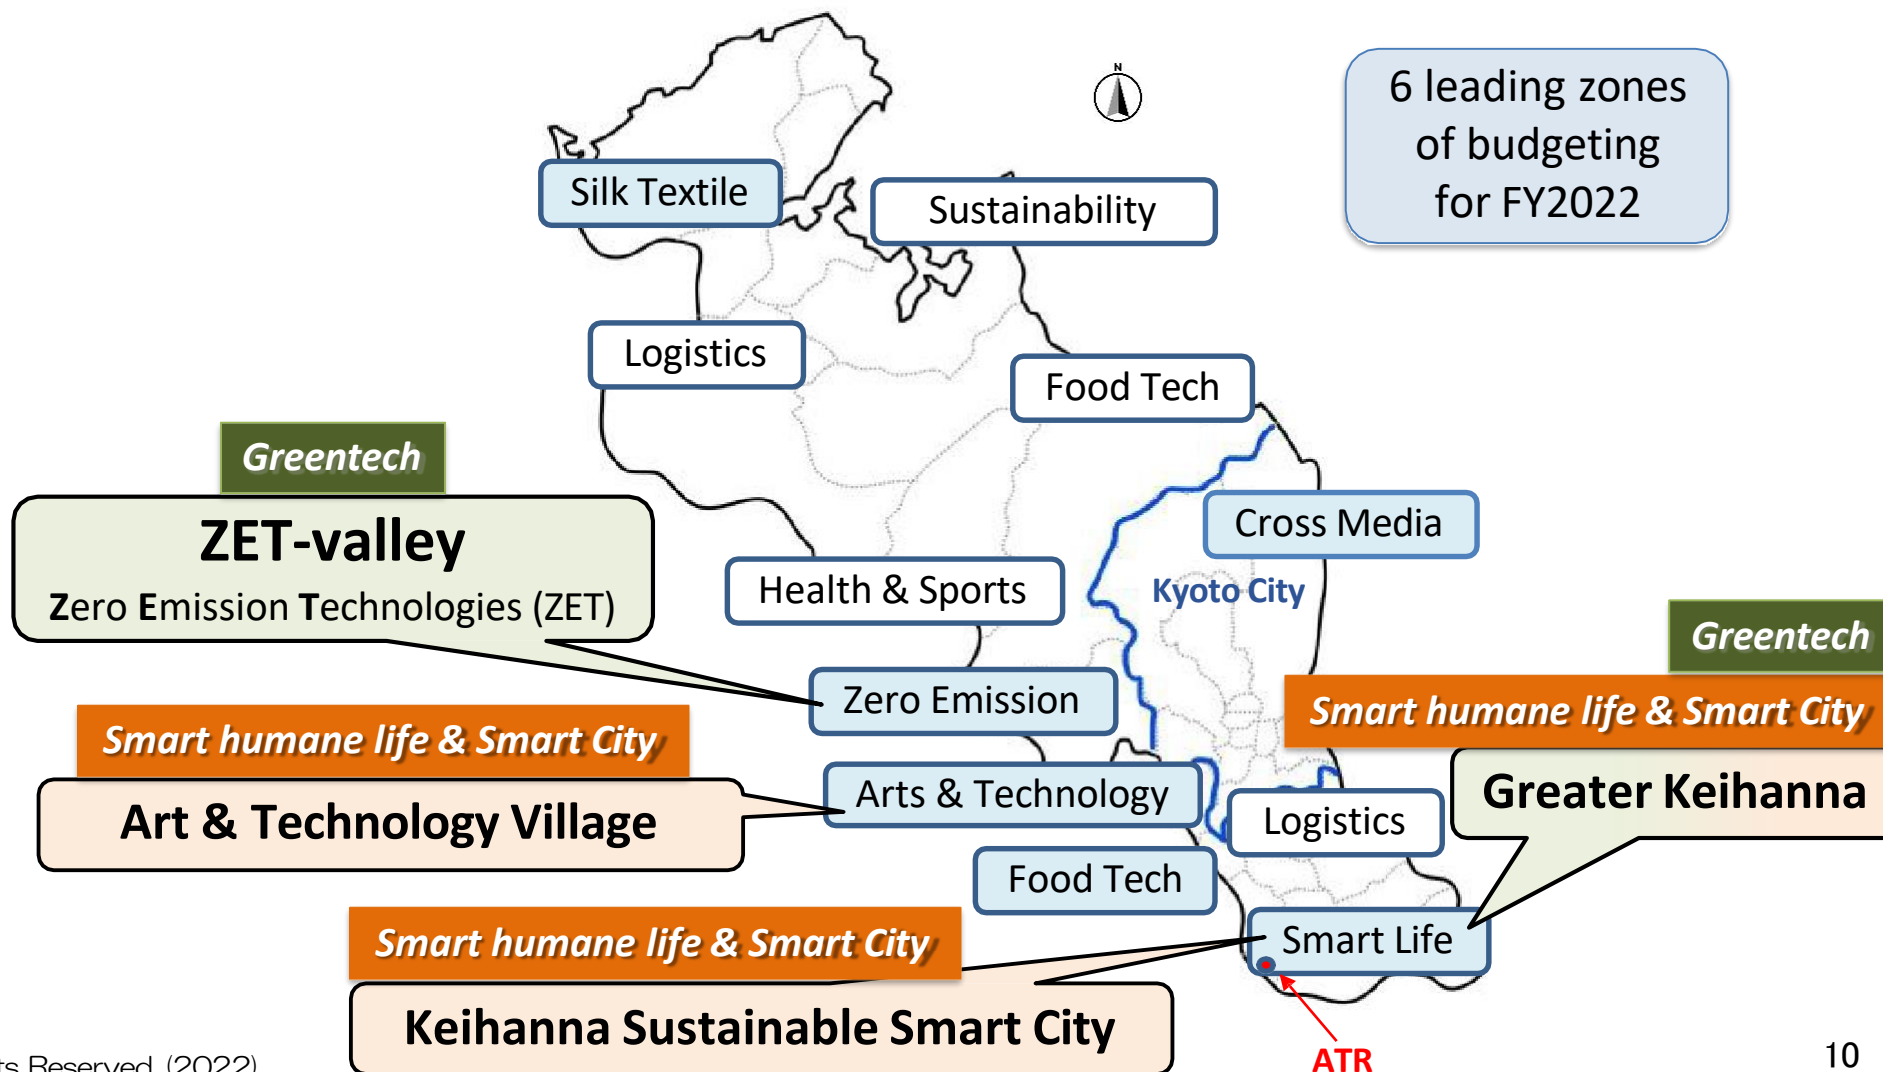 N
6 leading zones
of budgeting
for FY2022
Silk Textile
Sustainability
Logistics
Food Tech
Greentech
ZET-valley
Zero Emission Technologies (ZET)
Cross Media
Health & Sports
Kyoto City
Greentech
Zero Emission
Smart humane life & Smart City
Smart humane life & Smart City
Art & Technology Village
Arts & Technology
Greater Keihanna
Logistics
Food Tech
Smart humane life & Smart City
Smart Life
Keihanna Sustainable Smart City
ATR
ts Reserved (2022)
10